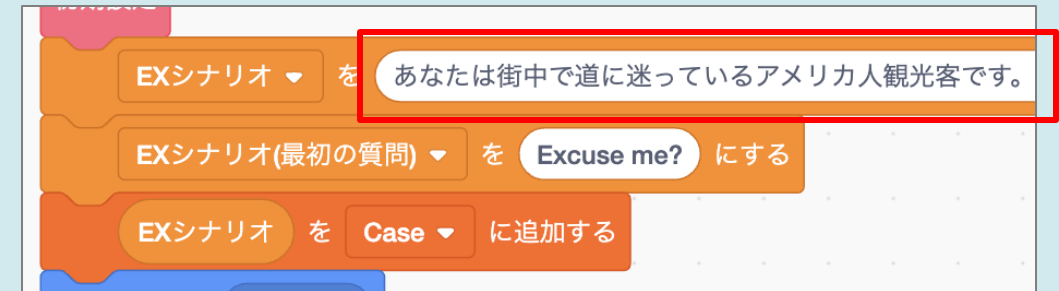 EXシナリオ を あなたは街中で道に迷っているアメリカ人観光客です。
EXシナリオ(最初の質問) を Excuse me? にする
EXシナリオ を Case に追加する